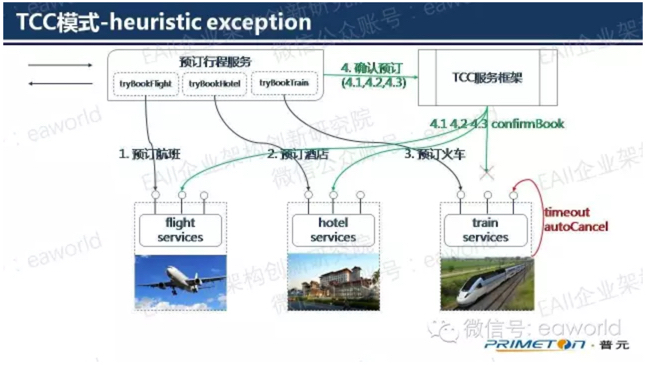 TCC模式-heuristic exception
预订行程服务
tryBookFlight
tryBookHotel
tryBookTrain
4. 确认预订
(4.1,4.2,4.3)
TCC服务框架
4.1 4.2 4.3 confirmBook
1. 预订航班
2. 预订酒店
3. 预订火车
flight
services
hotel
services
train
services
timeout
autoCancel
EAII企业架构创新研究院
微信公众账号：eaworld
微信号: eaworld
PRIMETON·普元